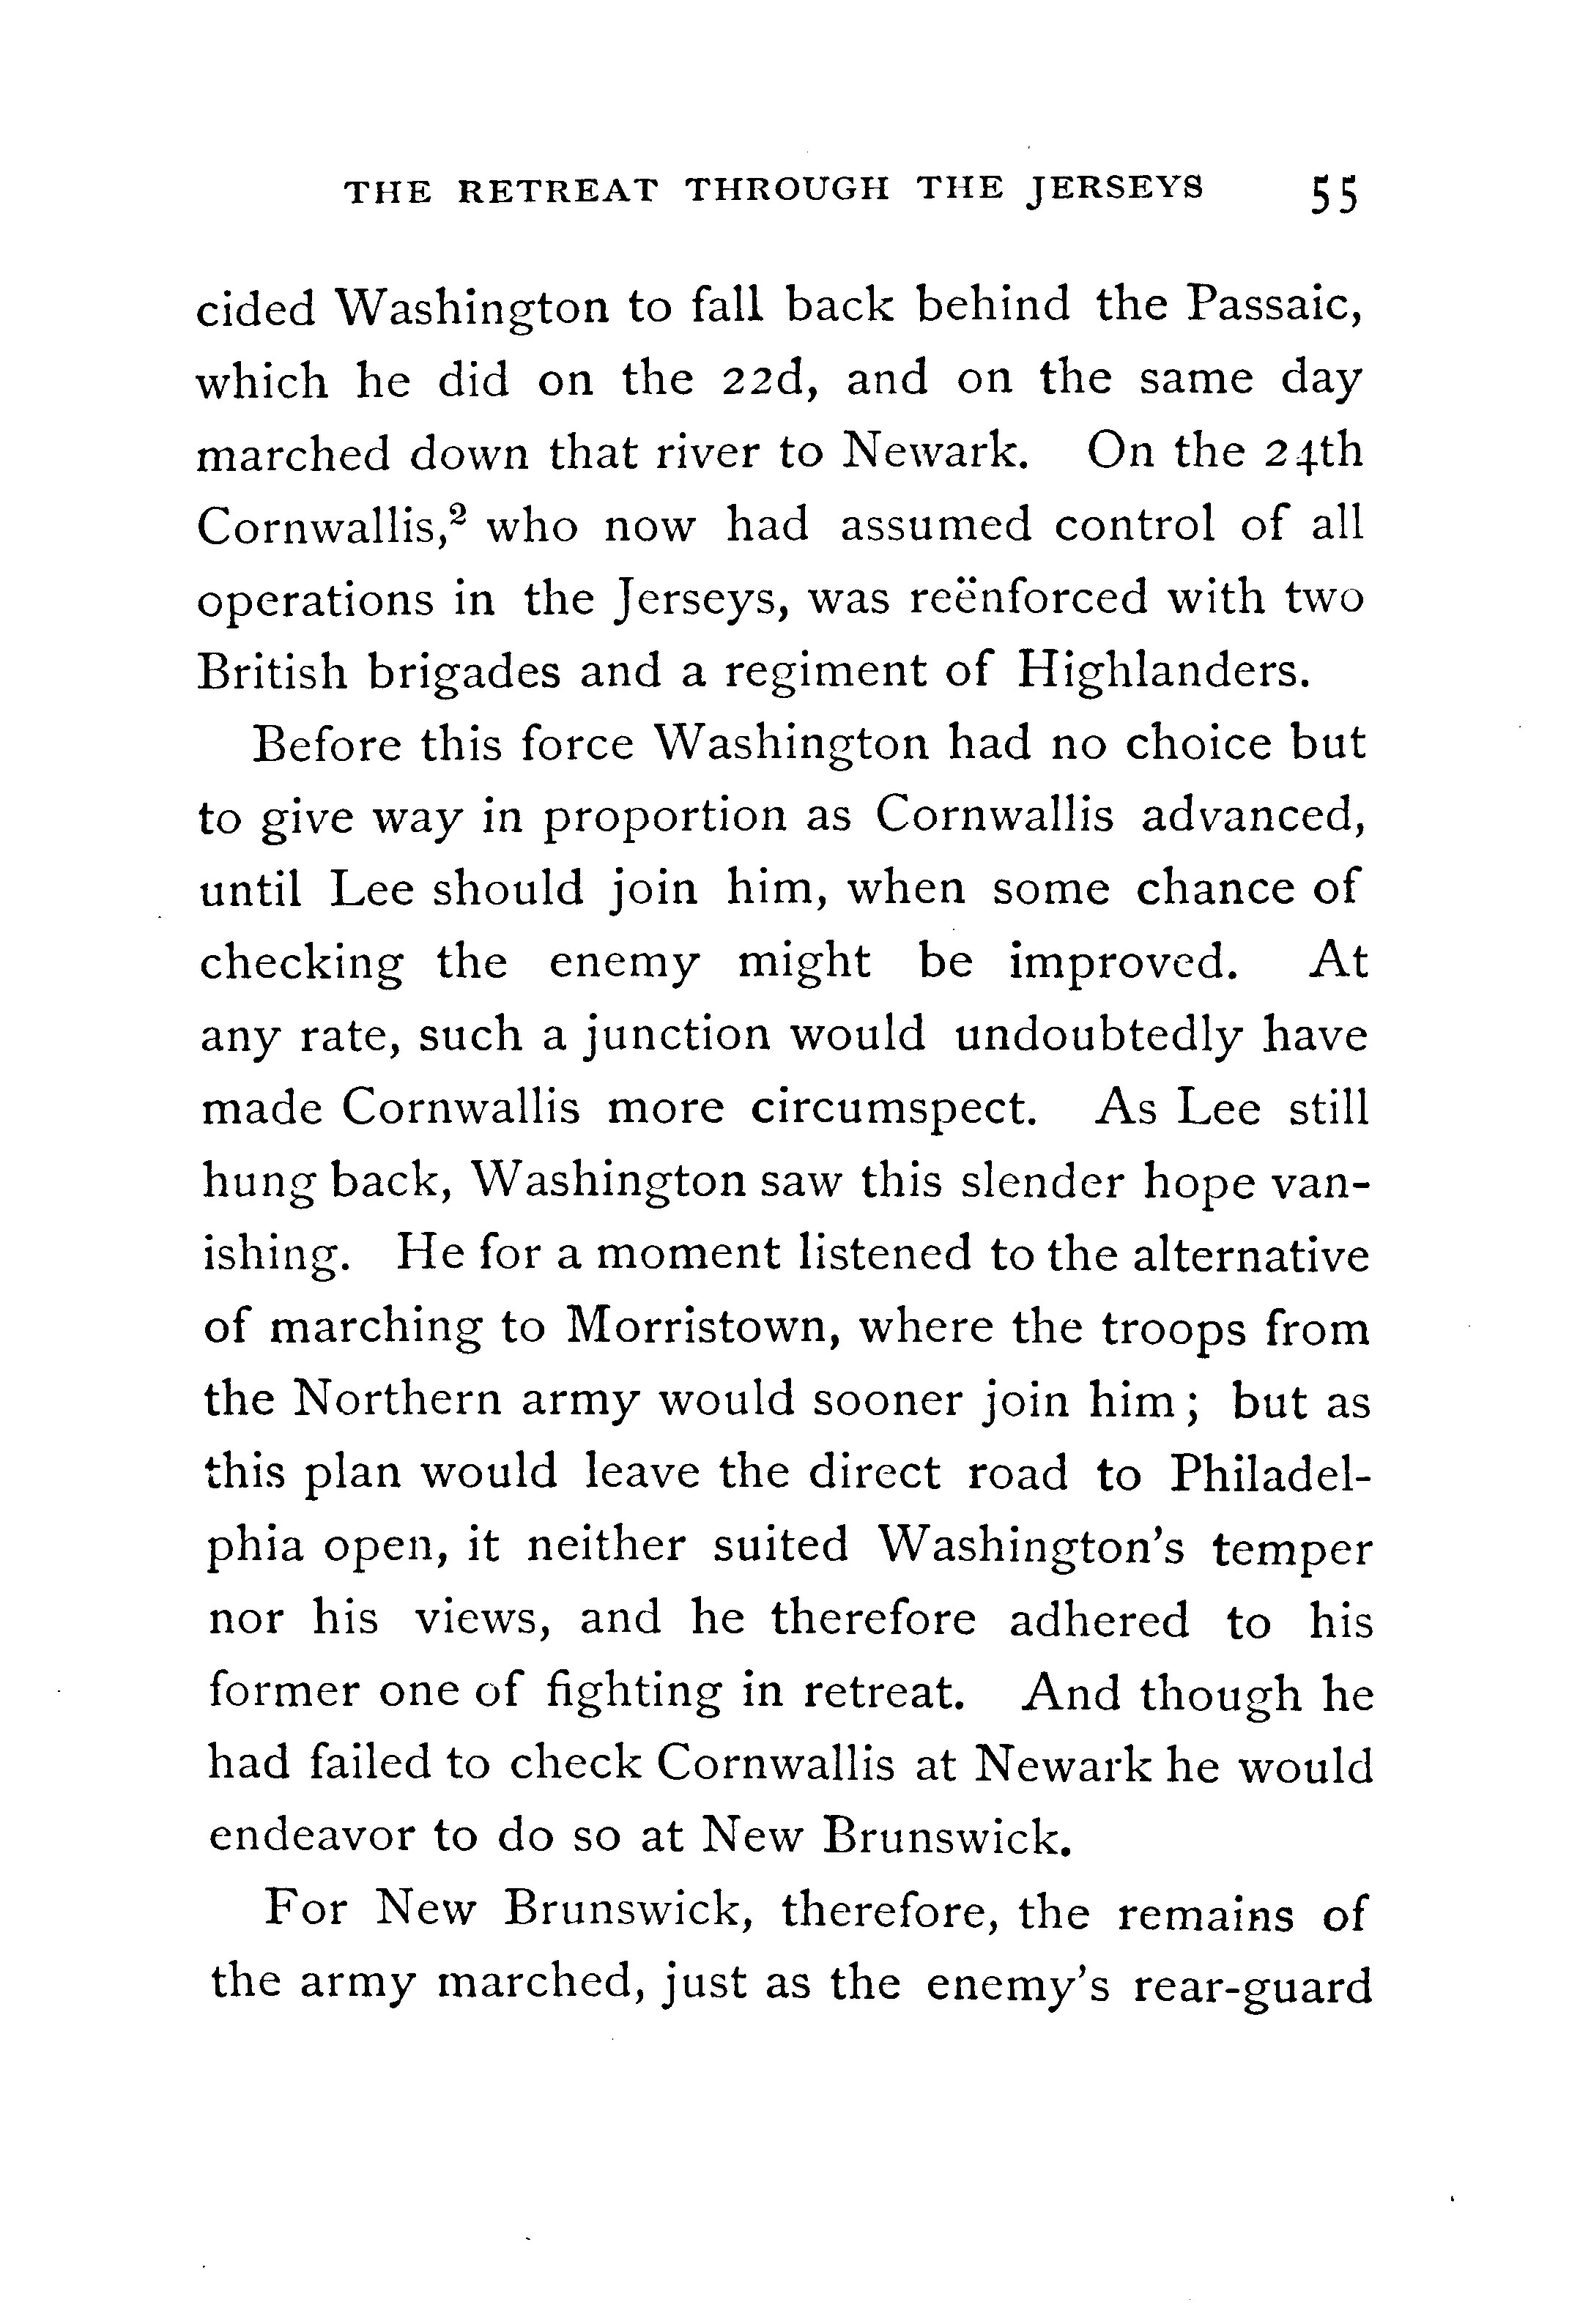 THE RETREAT THROUGH THE JERSEYS 55
cided Washington to fall back behind the Passaic,
which he did on the 22d, and on the same day
marched down that river to Newark. On the 24th
Cornwallis,² who now had assumed control of all
operations in the Jerseys, was reënforced with two
British brigades and a regiment of Highlanders.
Before this force Washington had no choice but
to give way in proportion as Cornwallis advanced,
until Lee should join him, when some chance of
checking the enemy might be improved. At
any rate, such a junction would undoubtedly have
made Cornwallis more circumspect. As Lee still
hung back, Washington saw this slender hope van-
ishing. He for a moment listened to the alternative
of marching to Morristown, where the troops from
the Northern army would sooner join him; but as
this plan would leave the direct road to Philadel-
phia open, it neither suited Washington's temper
nor his views, and he therefore adhered to his
former one of fighting in retreat. And though he
had failed to check Cornwallis at Newark he would
endeavor to do so at New Brunswick.
For New Brunswick, therefore, the remains of
the army marched, just as the enemy's rear-guard